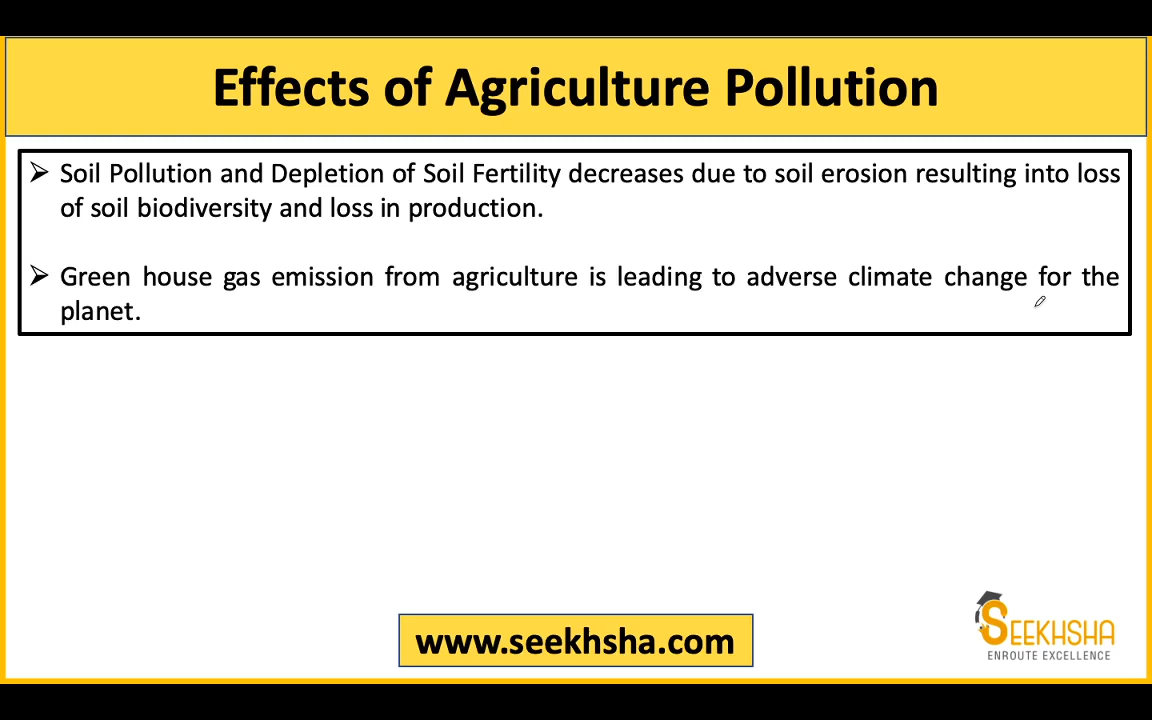 Effects of Agriculture Pollution
➢ Soil Pollution and Depletion of Soil Fertility decreases due to soil erosion resulting into loss
of soil biodiversity and loss in production.
➢ Green house gas emission from agriculture is leading to adverse climate change for the
planet.
www.seekhsha.com
SEEKHSHA
ENROUTE EXCELLENCE